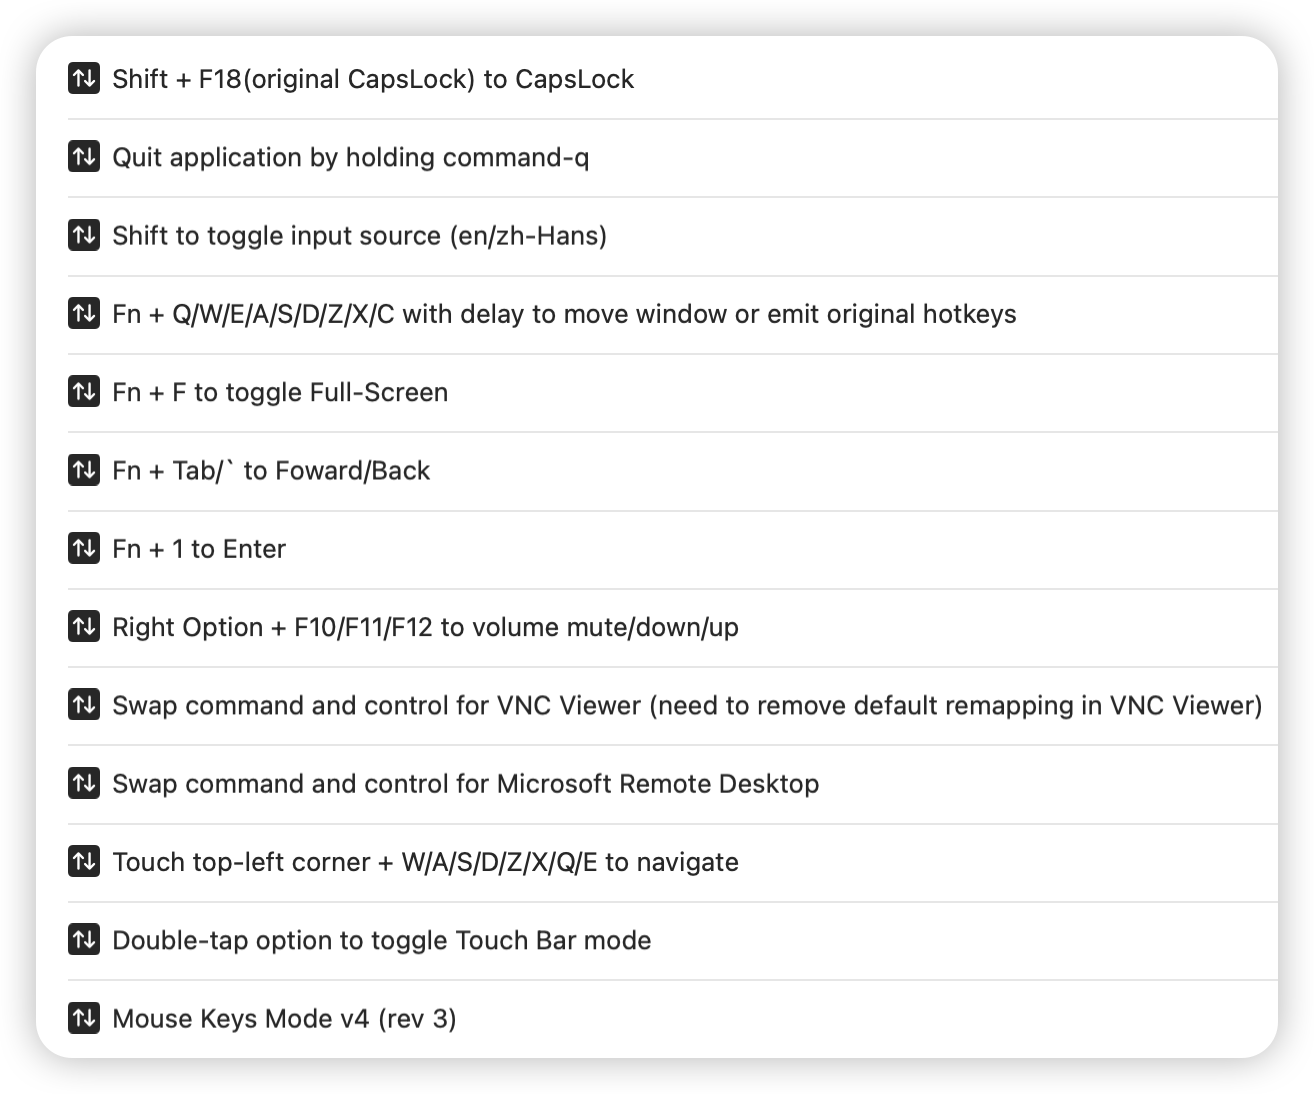 Shift + F18(original CapsLock) to CapsLock
Quit application by holding command-q
Shift to toggle input source (en/zh-Hans)
Fn + Q/W/E/A/S/D/Z/X/C with delay to move window or emit original hotkeys
Fn + F to toggle Full-Screen
Fn + Tab/` to Foward/Back
Fn + 1 to Enter
Right Option + F10/F11/F12 to volume mute/down/up
Swap command and control for VNC Viewer (need to remove default remapping in VNC Viewer)
Swap command and control for Microsoft Remote Desktop
Touch top-left corner + W/A/S/D/Z/X/Q/E to navigate
Double-tap option to toggle Touch Bar mode
Mouse Keys Mode v4 (rev 3)